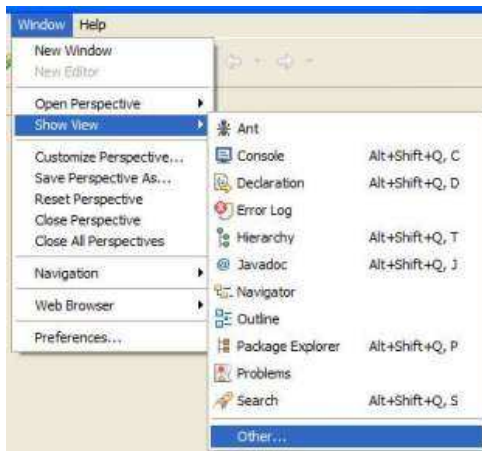 Window Help
New Window
New Editor
Open Perspective
Show View
Customize Perspective...
Save Perspective As...
Reset Perspective
Close Perspective
Close All Perspectives
Navigation
Web Browser
Preferences...
Ant
Console Alt+Shift+Q, C
Declaration Alt+Shift+Q, D
Error Log
Hierarchy Alt+Shift+Q, T
Javadoc Alt+Shift+Q, J
Navigator
Outline
Package Explorer Alt+Shift+Q, P
Problems
Search Alt+Shift+Q, S
Other...